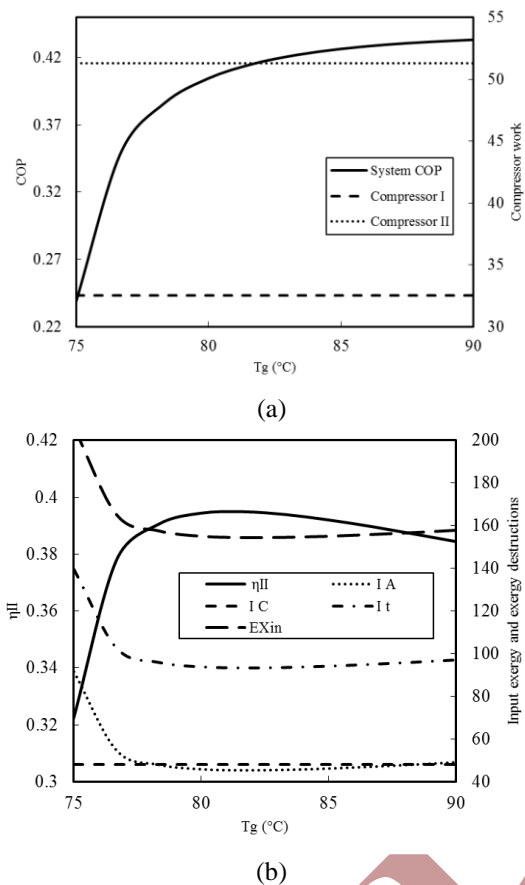 0.42
0.37
0.32
0.27
0.22
COP
55
50
45
40
35
30
Compressor work
System COP
Compressor I
Compressor II
75
80
85
90
Tg (°C)
(a)
0.42
0.4
0.38
0.36
0.34
0.32
0.3
ηII
200
180
160
140
120
100
80
60
40
Input exergy and exergy destructions
ηII
I A
I C
I t
EXin
75
80
85
90
Tg (°C)
(b)